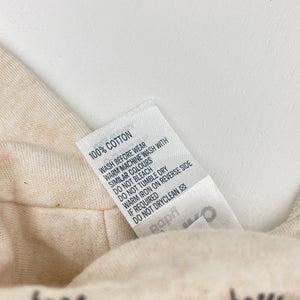 100% COTTON
WASH BEFORE WEAR
WARM MACHINE WASH WITH
SIMILAR COLOURS
DO NOT BLEACH
DO NOT TUMBLE DRY
WARM IRON ON REVERSE SIDE
IF REQUIRED
DO NOT DRYCLEAN